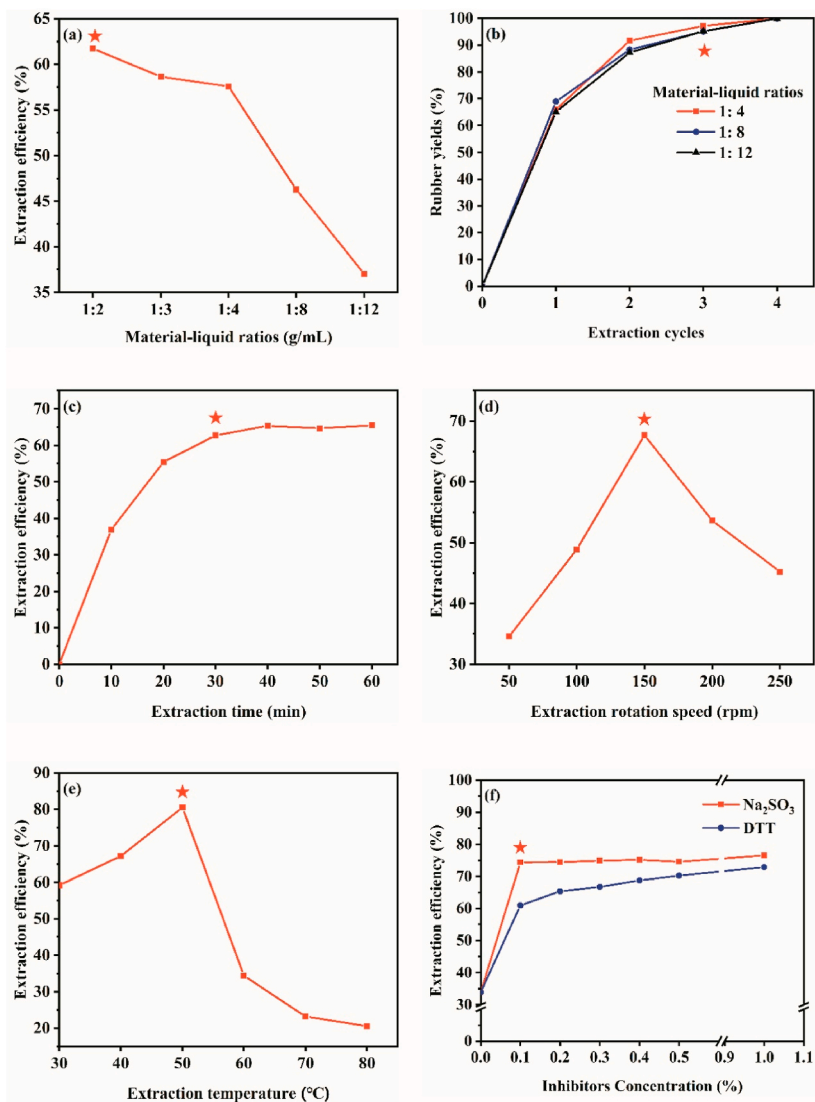 (a)
Extraction efficiency (%)
65
60
55
50
45
40
35
1:2 1:3 1:4 1:8 1:12
Material-liquid ratios (g/mL)
(b)
Rubber yields (%)
100
90
80
70
60
50
40
30
20
10
0
Material-liquid ratios
1: 4
1: 8
1: 12
0 1 2 3 4
Extraction cycles
(c)
Extraction efficiency (%)
70
60
50
40
30
20
10
0
0 10 20 30 40 50 60
Extraction time (min)
(d)
Extraction efficiency (%)
70
60
50
40
30
50 100 150 200 250
Extraction rotation speed (rpm)
(e)
Extraction efficiency (%)
90
80
70
60
50
40
30
20
30 40 50 60 70 80
Extraction temperature (℃)
(f)
Extraction efficiency (%)
100
90
80
70
60
50
40
30
0
Na₂SO₃
DTT
0.0 0.1 0.2 0.3 0.4 0.5 0.9 1.0 1.1
Inhibitors Concentration (%)